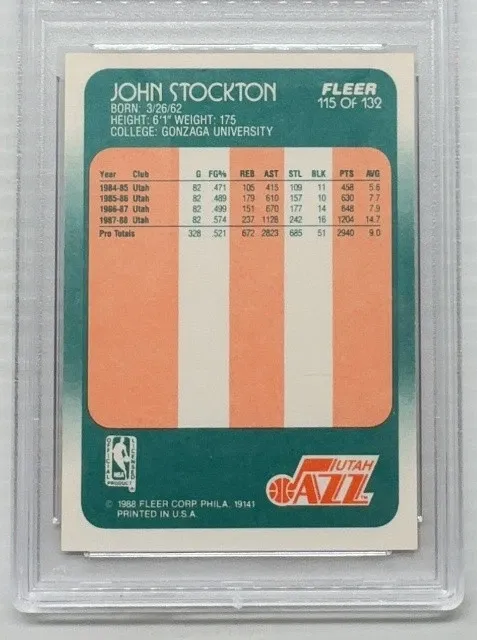 JOHN STOCKTON
FLEER
BORN: 3/26/62
115 OF 132
HEIGHT: 6'1" WEIGHT: 175
COLLEGE: GONZAGA UNIVERSITY
Year Club G FG% REB AST STL BLK PTS AVG
1984-85 Utah 82 .471 105 415 109 11 458 5.6
1985-86 Utah 82 .489 179 610 157 10 630 7.7
1986-87 Utah 82 .499 151 670 177 14 648 7.9
1987-88 Utah 82 .574 237 1128 242 16 1204 14.7
Pro Totals 328 .521 672 2823 685 51 2940 9.0
OFFICIAL LICENSED
NBA
PRODUCT
UTAH
JAZZ
TM
© 1988 FLEER CORP. PHILA. 19141
PRINTED IN U.S.A.